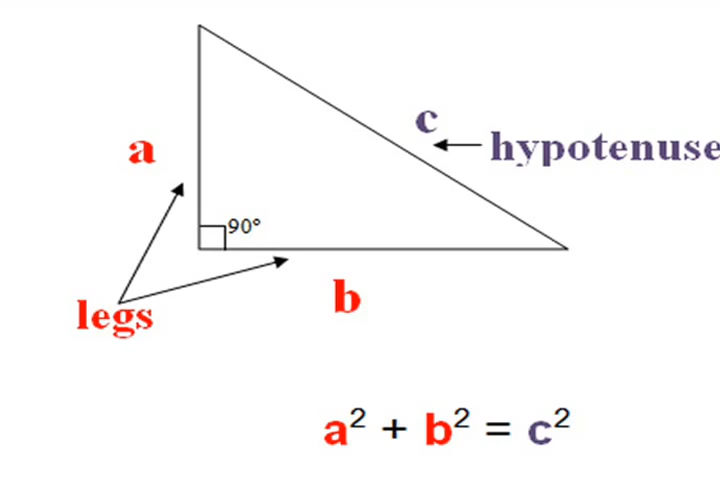 c
hypotenuse
a
90°
b
legs
a² + b² = c²